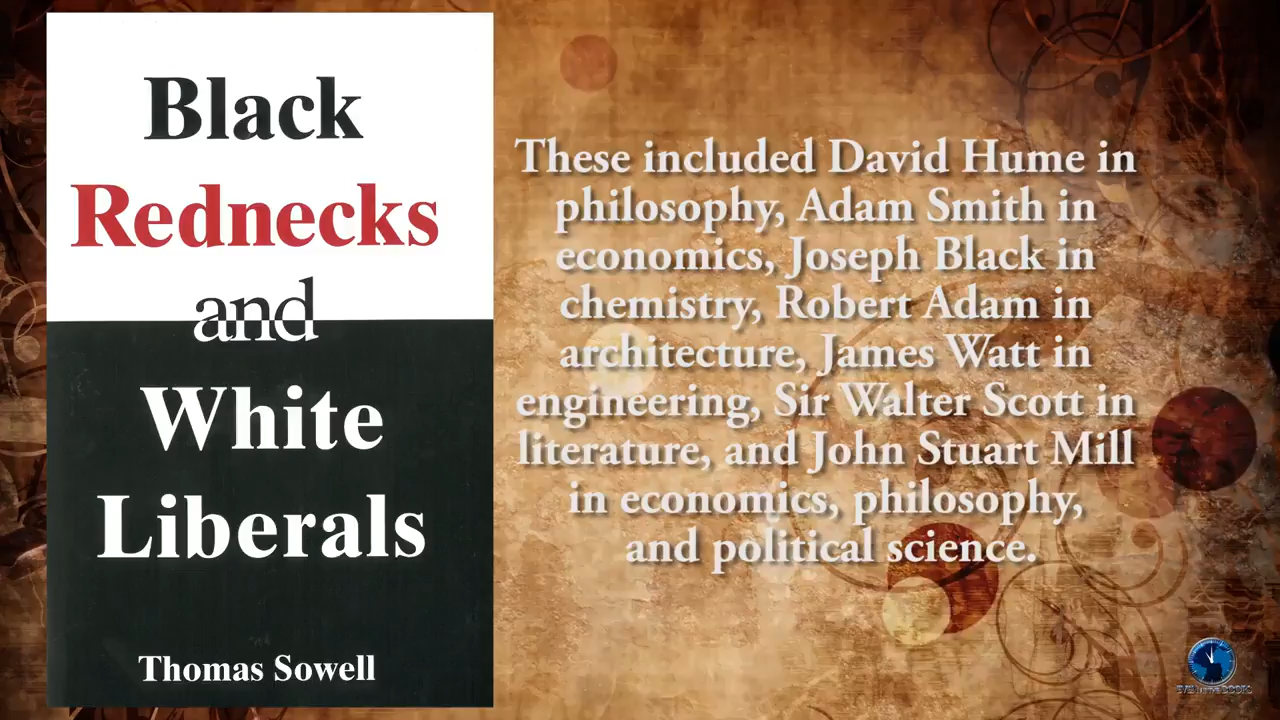 Black
Rednecks
and
White
Liberals
Thomas Sowell
These included David Hume in
philosophy, Adam Smith in
economics, Joseph Black in
chemistry, Robert Adam in
architecture, James Watt in
engineering, Sir Walter Scott in
literature, and John Stuart Mill
in economics, philosophy,
and political science.